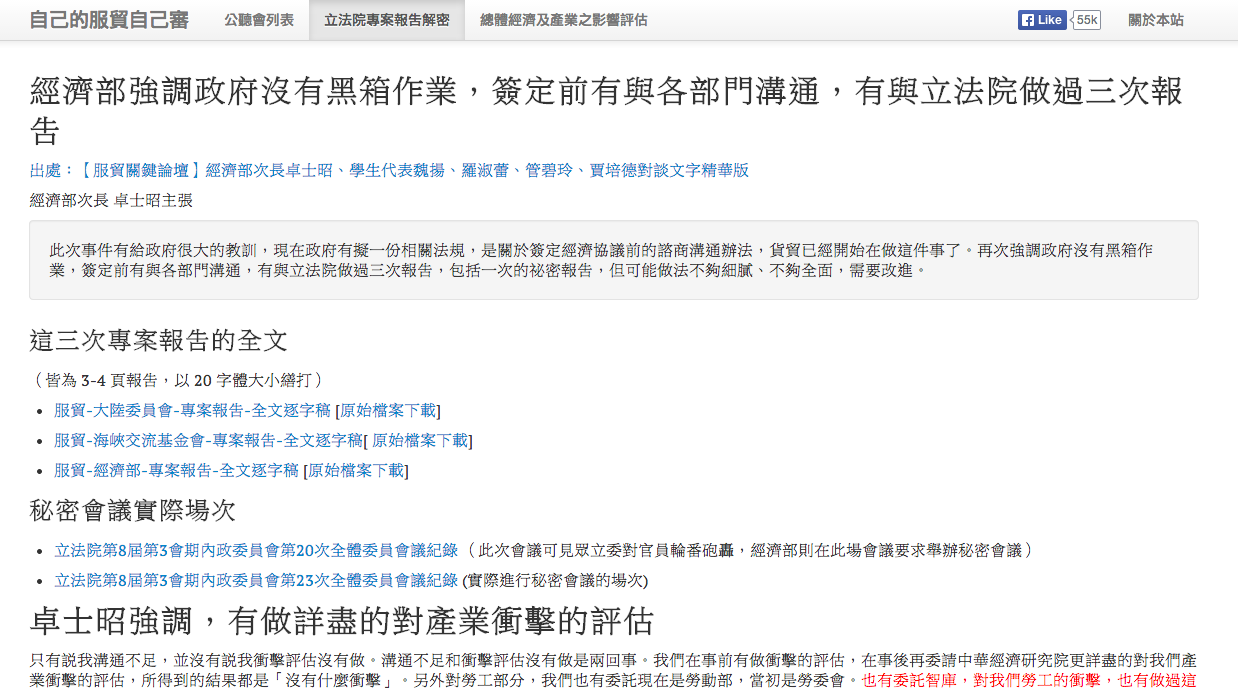 自己的服貿自己審 公聽會列表 立法院專案報告解密 總體經濟及產業之影響評估 Like 55k 關於本站
經濟部強調政府沒有黑箱作業，簽定前有與各部門溝通，有與立法院做過三次報
告
出處：【服貿關鍵論壇】經濟部次長卓士昭、學生代表魏揚、羅淑蕾、管碧玲、賈培德對談文字精華版
經濟部次長 卓士昭主張
此次事件有給政府很大的教訓，現在政府有擬一份相關法規，是關於簽定經濟協議前的諮商溝通辦法，貨貿已經開始在做這件事了。再次強調政府沒有黑箱作
業，簽定前有與各部門溝通，有與立法院做過三次報告，包括一次的祕密報告，但可能做法不夠細膩、不夠全面，需要改進。
這三次專案報告的全文
（皆為 3-4 頁報告，以 20 字體大小繕打）
服貿-大陸委員會-專案報告-全文逐字稿 [原始檔案下載]
服貿-海峽交流基金會-專案報告-全文逐字稿[ 原始檔案下載]
服貿-經濟部-專案報告-全文逐字稿 [原始檔案下載]
秘密會議實際場次
立法院第8屆第3會期內政委員會第20次全體委員會議紀錄 （此次會議可見眾立委對官員輪番砲轟，經濟部則在此場會議要求舉辦秘密會議）
立法院第8屆第3會期內政委員會第23次全體委員會議紀錄 (實際進行秘密會議的場次)
卓士昭強調，有做詳盡的對產業衝擊的評估
只有說我溝通不足，並沒有說我衝擊評估沒有做。溝通不足和衝擊評估沒有做是兩回事。我們在事前有做衝擊的評估，在事後再委請中華經濟研究院更詳盡的對我們產
業衝擊的評估，所得到的結果都是「沒有什麼衝擊」。另外對勞工部分，我們也有委託現在是勞動部，當初是勞委會。也有委託智庫，對我們勞工的衝擊，也有做過這